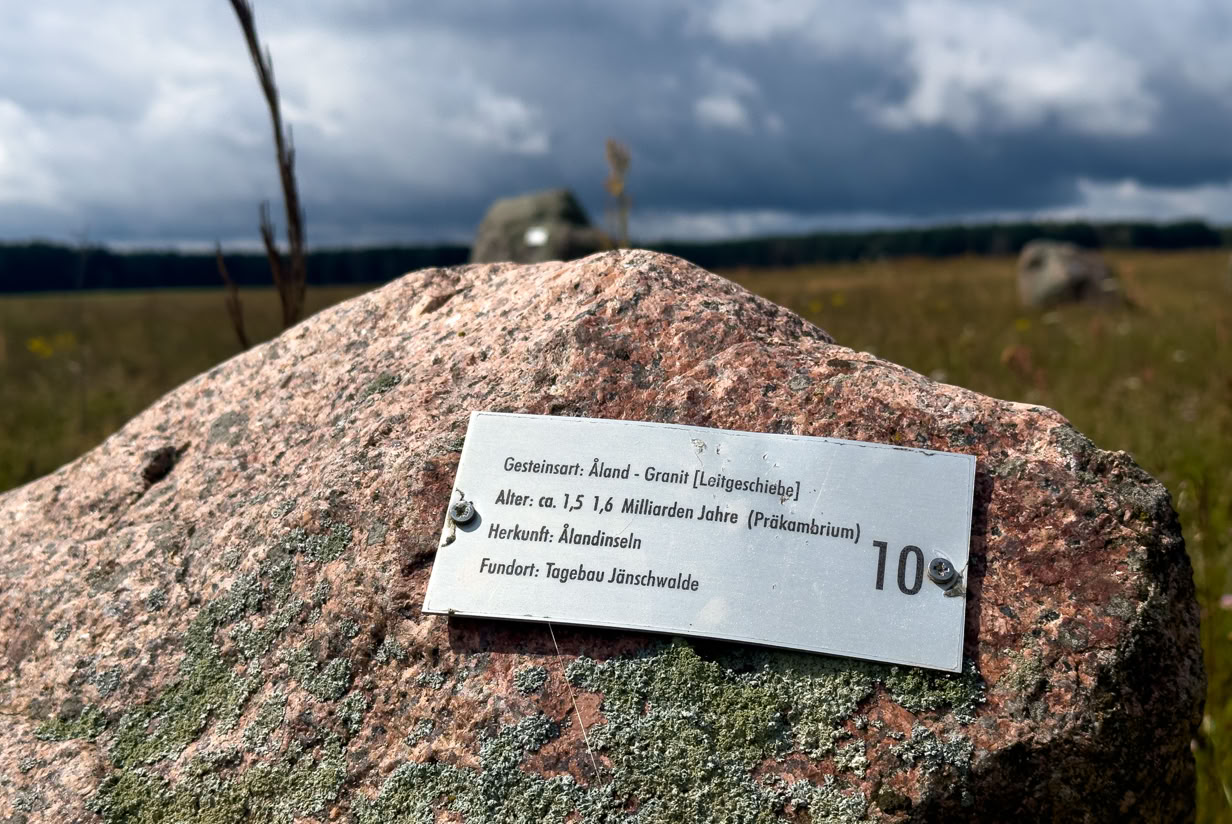 Gesteinsart: Åland - Granit [Leitgeschiebe]
Alter: ca. 1,5 1,6 Milliarden Jahre (Präkambrium)
Herkunft: Ålandinseln
Fundort: Tagebau Jänschwalde
10